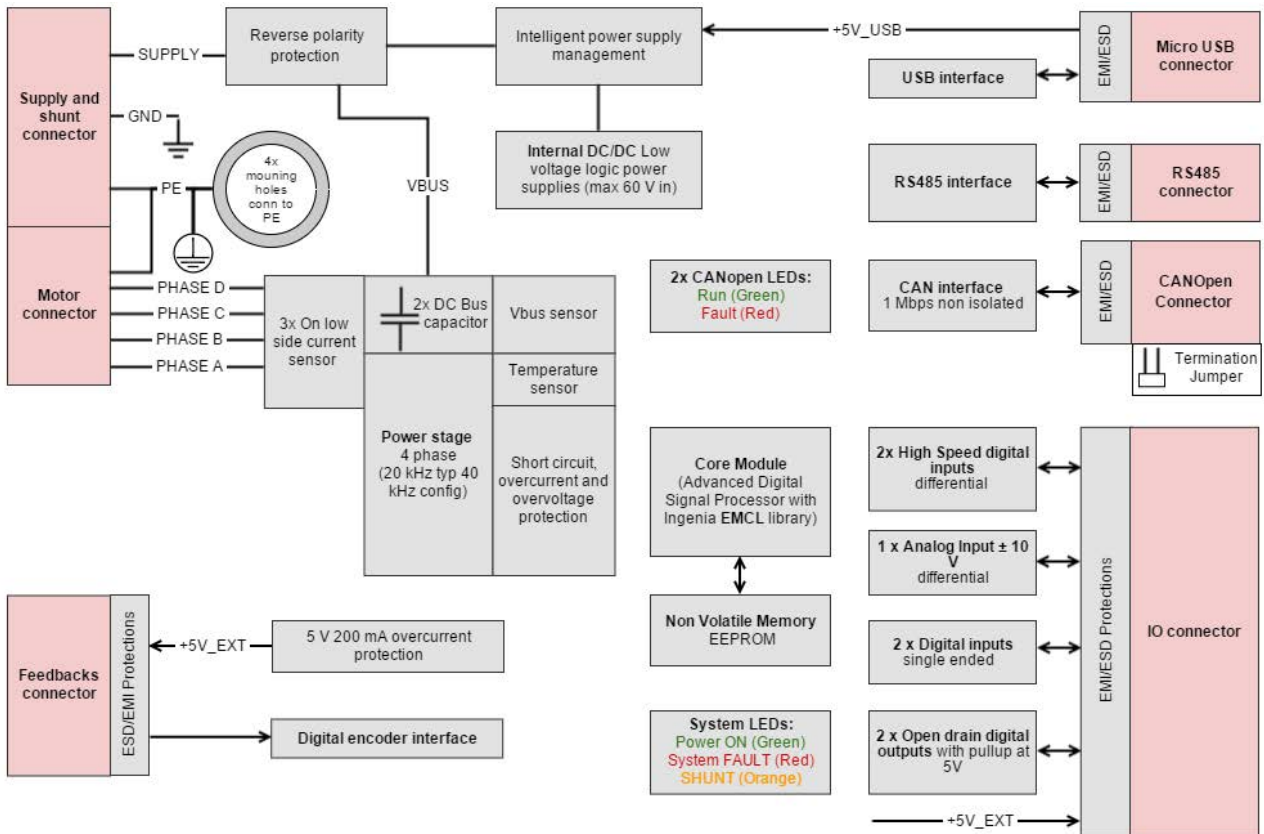 Supply and
shunt
connector
SUPPLY
GND
PE
4x
mouning
holes
conn to
PE
Reverse polarity
protection
VBUS
Intelligent power supply
management
Internal DC/DC Low
voltage logic power
supplies (max 60 V in)
+5V_USB
USB interface
EMI/ESD
Micro USB
connector
RS485 interface
EMI/ESD
RS485
connector
Motor
connector
PHASE D
PHASE C
PHASE B
PHASE A
3x On low
side current
sensor
2x DC Bus
capacitor
Vbus sensor
Temperature
sensor
Power stage
4 phase
(20 kHz typ 40
kHz config)
Short circuit,
overcurrent and
overvoltage
protection
2x CANopen LEDs:
Run (Green)
Fault (Red)
CAN interface
1 Mbps non isolated
EMI/ESD
CANOpen
Connector
Termination
Jumper
Core Module
(Advanced Digital
Signal Processor with
Ingenia EMCL library)
Non Volatile Memory
EEPROM
System LEDs:
Power ON (Green)
System FAULT (Red)
SHUNT (Orange)
2x High Speed digital
inputs
differential
1 x Analog Input ± 10
V
differential
2 x Digital inputs
single ended
2 x Open drain digital
outputs with pullup at
5V
+5V_EXT
EMI/ESD Protections
IO connector
Feedbacks
connector
ESD/EMI Protections
+5V_EXT
5 V 200 mA overcurrent
protection
Digital encoder interface